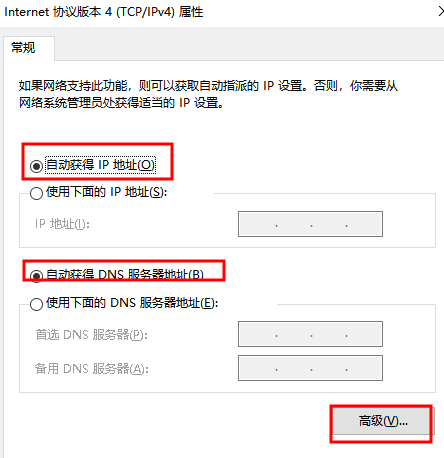 Internet 协议版本 4 (TCP/IPv4) 属性
常规
如果网络支持此功能，则可以获取自动指派的 IP 设置。否则，你需要从
网络系统管理员处获得适当的 IP 设置。
自动获得 IP 地址(O)
使用下面的 IP 地址(S):
IP 地址(I):
自动获得 DNS 服务器地址(B)
使用下面的 DNS 服务器地址(E):
首选 DNS 服务器(P):
备用 DNS 服务器(A):
高级(V)...